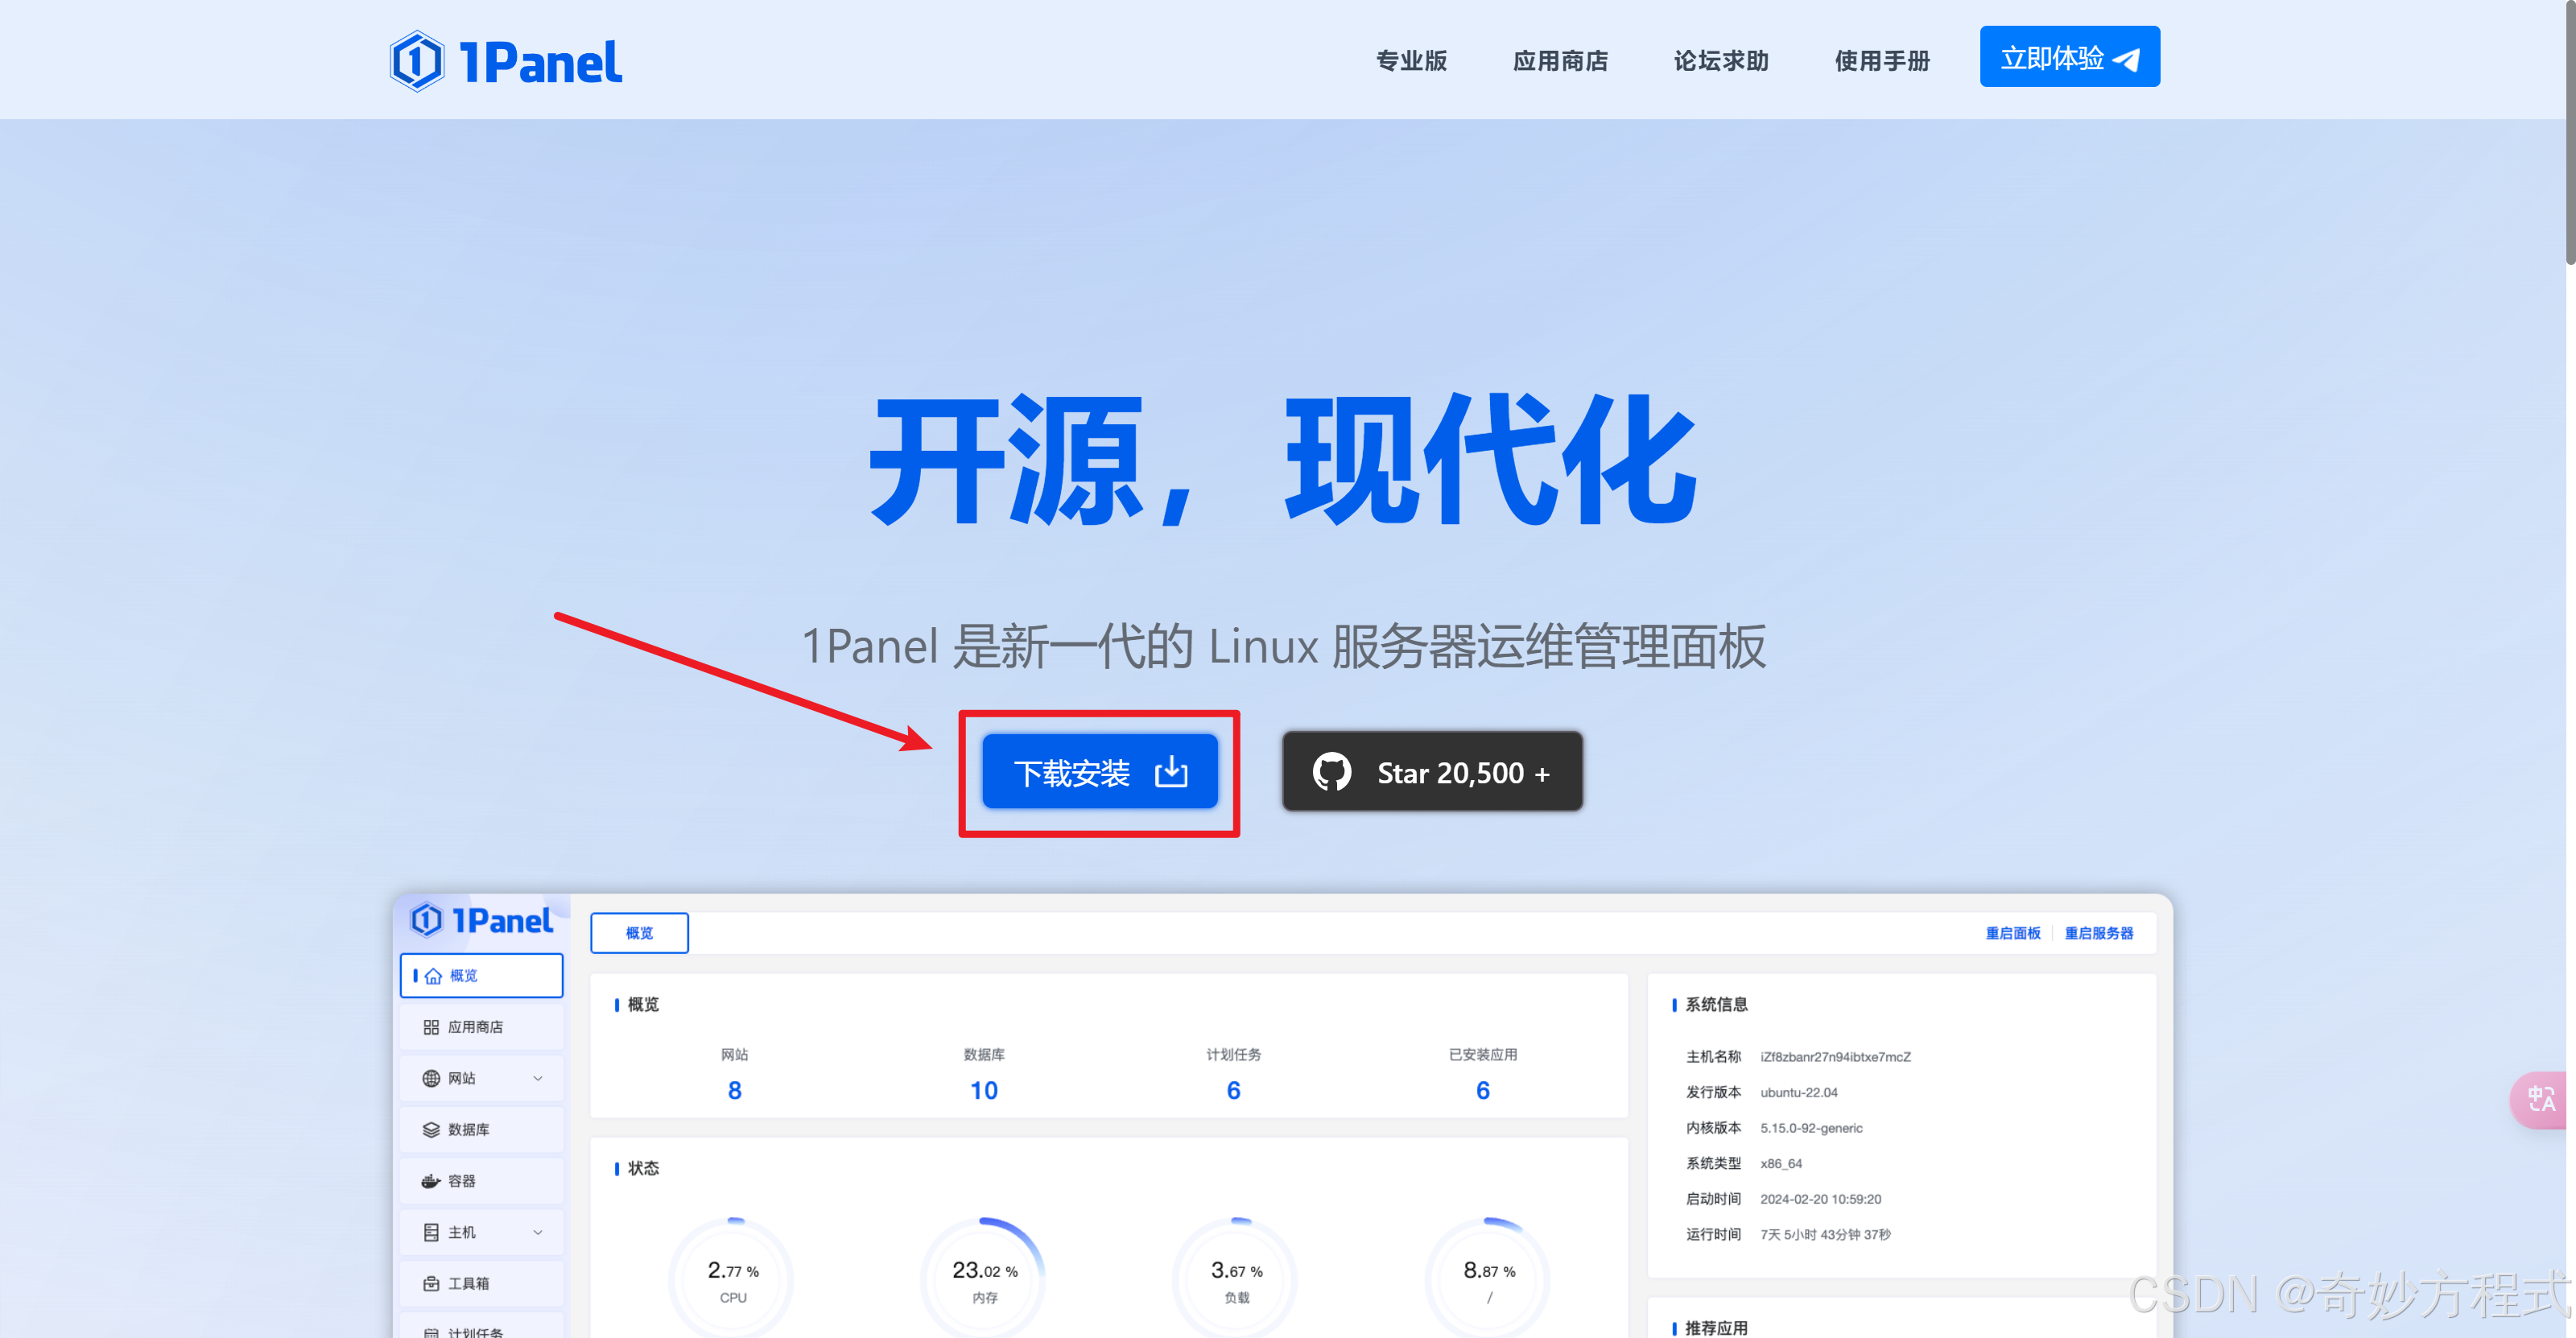 1Panel
专业版
应用商店
论坛求助
使用手册
立即体验
开源，现代化
1Panel 是新一代的 Linux 服务器运维管理面板
下载安装
Star 20,500 +
1Panel
概览
重启面板
重启服务器
概览
应用商店
网站
数据库
容器
主机
工具箱
计划任务
概览
网站
8
数据库
10
计划任务
6
已安装应用
6
状态
2.77 %
CPU
23.02 %
内存
3.67 %
负载
8.87 %
/
系统信息
主机名称 iZf8zbanr27n94ibtxe7mcZ
发行版本 ubuntu-22.04
内核版本 5.15.0-92-generic
系统类型 x86_64
启动时间 2024-02-20 10:59:20
运行时间 7天 5小时 43分钟 37秒
推荐应用
CSDN @奇妙方程式